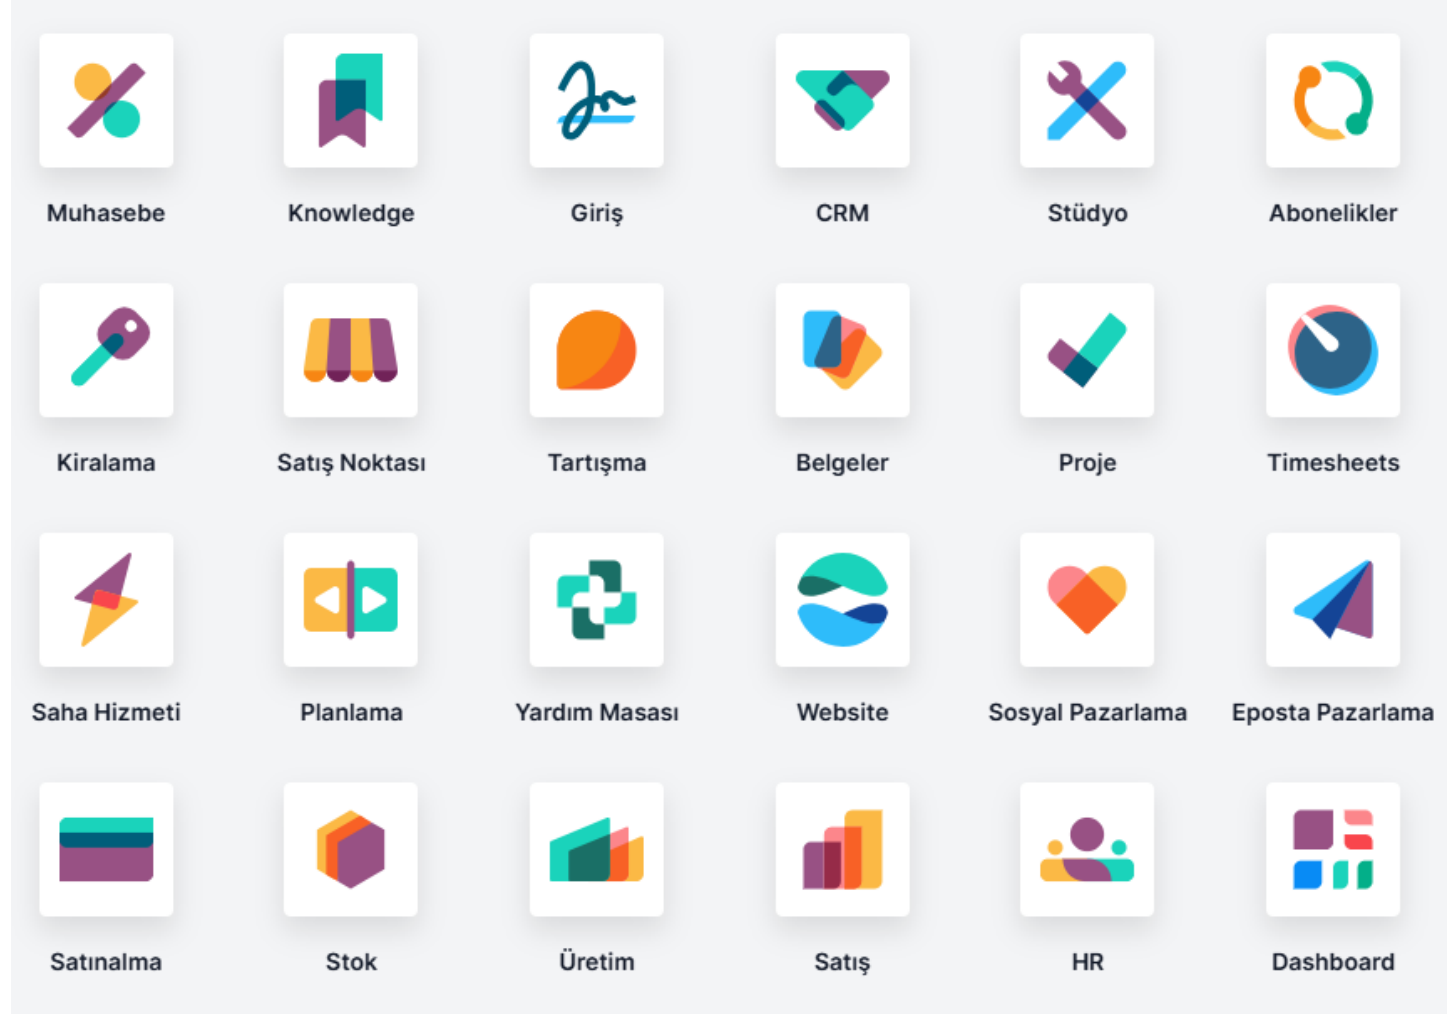 Muhasebe
Knowledge
Giriş
CRM
Stüdyo
Abonelikler
Kiralama
Satış Noktası
Tartışma
Belgeler
Proje
Timesheets
Saha Hizmeti
Planlama
Yardım Masası
Website
Sosyal Pazarlama
Eposta Pazarlama
Satınalma
Stok
Üretim
Satış
HR
Dashboard